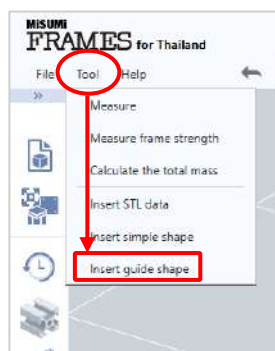 MiSUMi
FRAMES for Thailand
File Tool Help
Measure
Measure frame strength
Calculate the total mass
Insert STL data
Insert simple shape
Insert guide shape